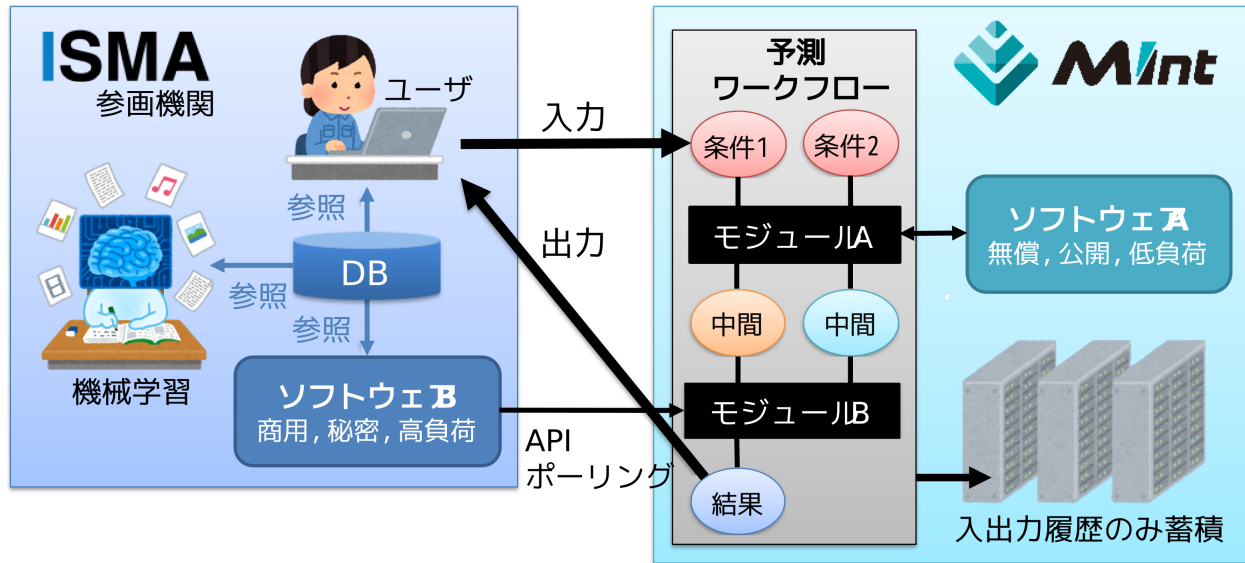 ISMA
参画機関
ユーザ
参照
DB
参照
参照
機械学習
ソフトウェアB
商用, 秘密, 高負荷
入力
出力
API
ポーリング
予測
ワークフロー
条件1
条件2
モジュールA
中間
中間
モジュールB
結果
MInt
ソフトウェアA
無償, 公開, 低負荷
入出力履歴のみ蓄積